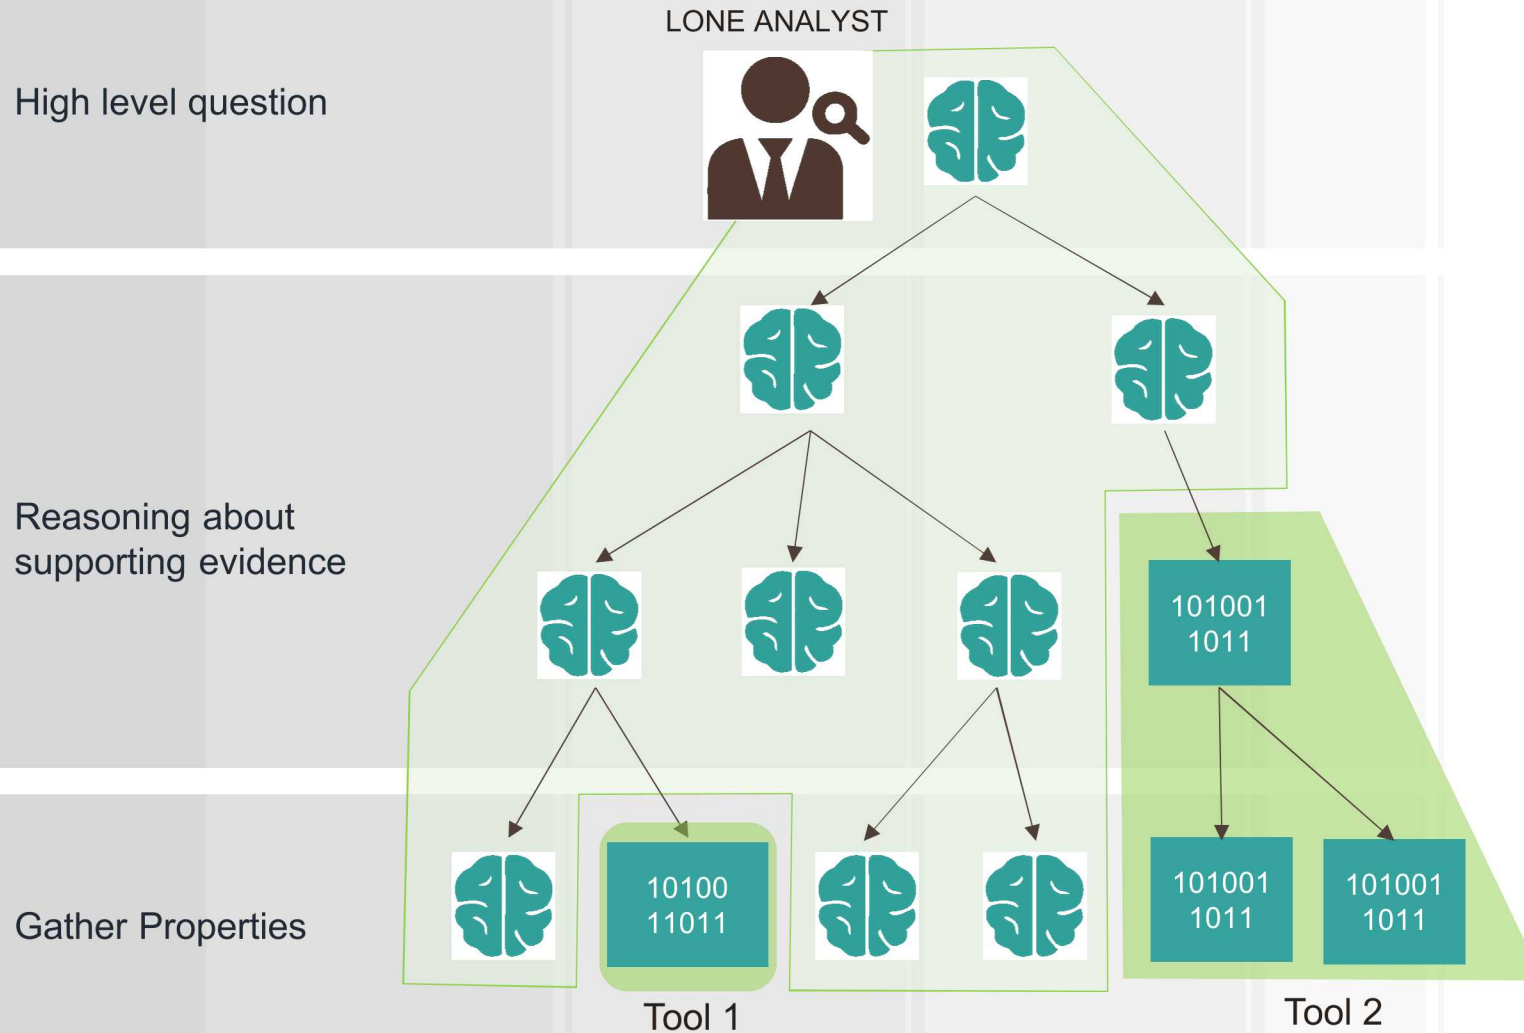 LONE ANALYST
High level question
Reasoning about
supporting evidence
101001
1011
Gather Properties
10100
11011
101001
1011
101001
1011
Tool 1
Tool 2